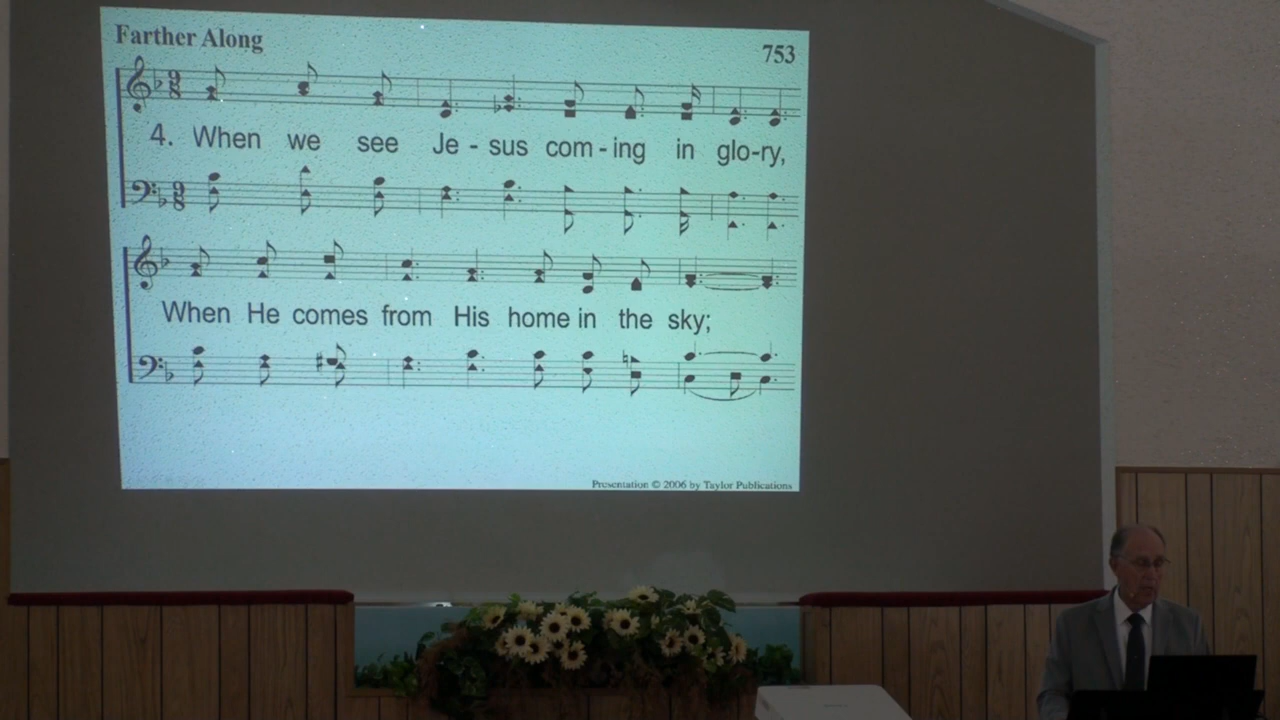 Farther Along
753
4. When we see Je - sus com - ing in glo-ry,
When He comes from His home in the sky;
Presentation © 2006 by Taylor Publications